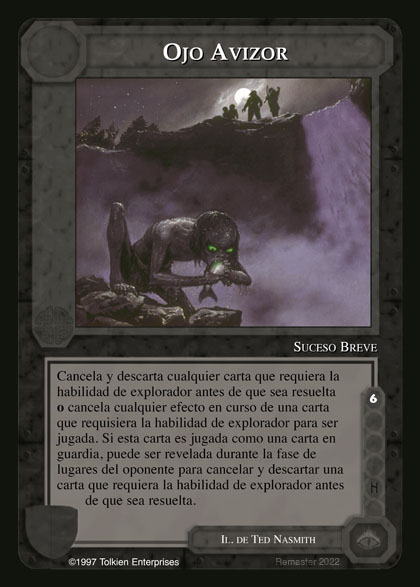 Ojo Avizor
Suceso Breve
Cancela y descarta cualquier carta que requiera la
habilidad de explorador antes de que sea resuelta
o cancela cualquier efecto en curso de una carta
que requisiera la habilidad de explorador para ser
jugada. Si esta carta es jugada como una carta en
guardia, puede ser revelada durante la fase de
lugares del oponente para cancelar y descartar una
carta que requiera la habilidad de explorador antes
de que sea resuelta.
6
H
Il. de Ted Nasmith
©1997 Tolkien Enterprises
Remaster 2022